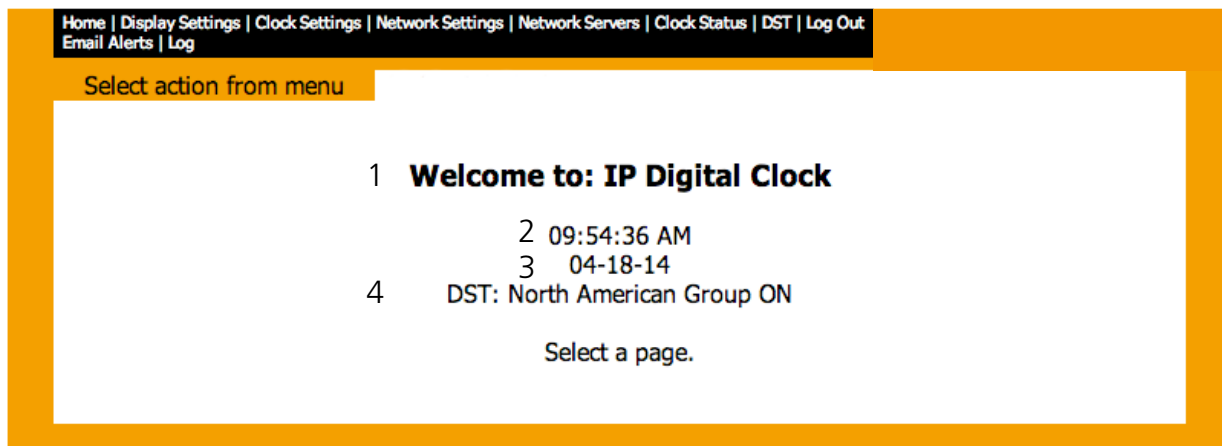 Home | Display Settings | Clock Settings | Network Settings | Network Servers | Clock Status | DST | Log Out
Email Alerts | Log
Select action from menu
1 Welcome to: IP Digital Clock
2 09:54:36 AM
3 04-18-14
4 DST: North American Group ON
Select a page.